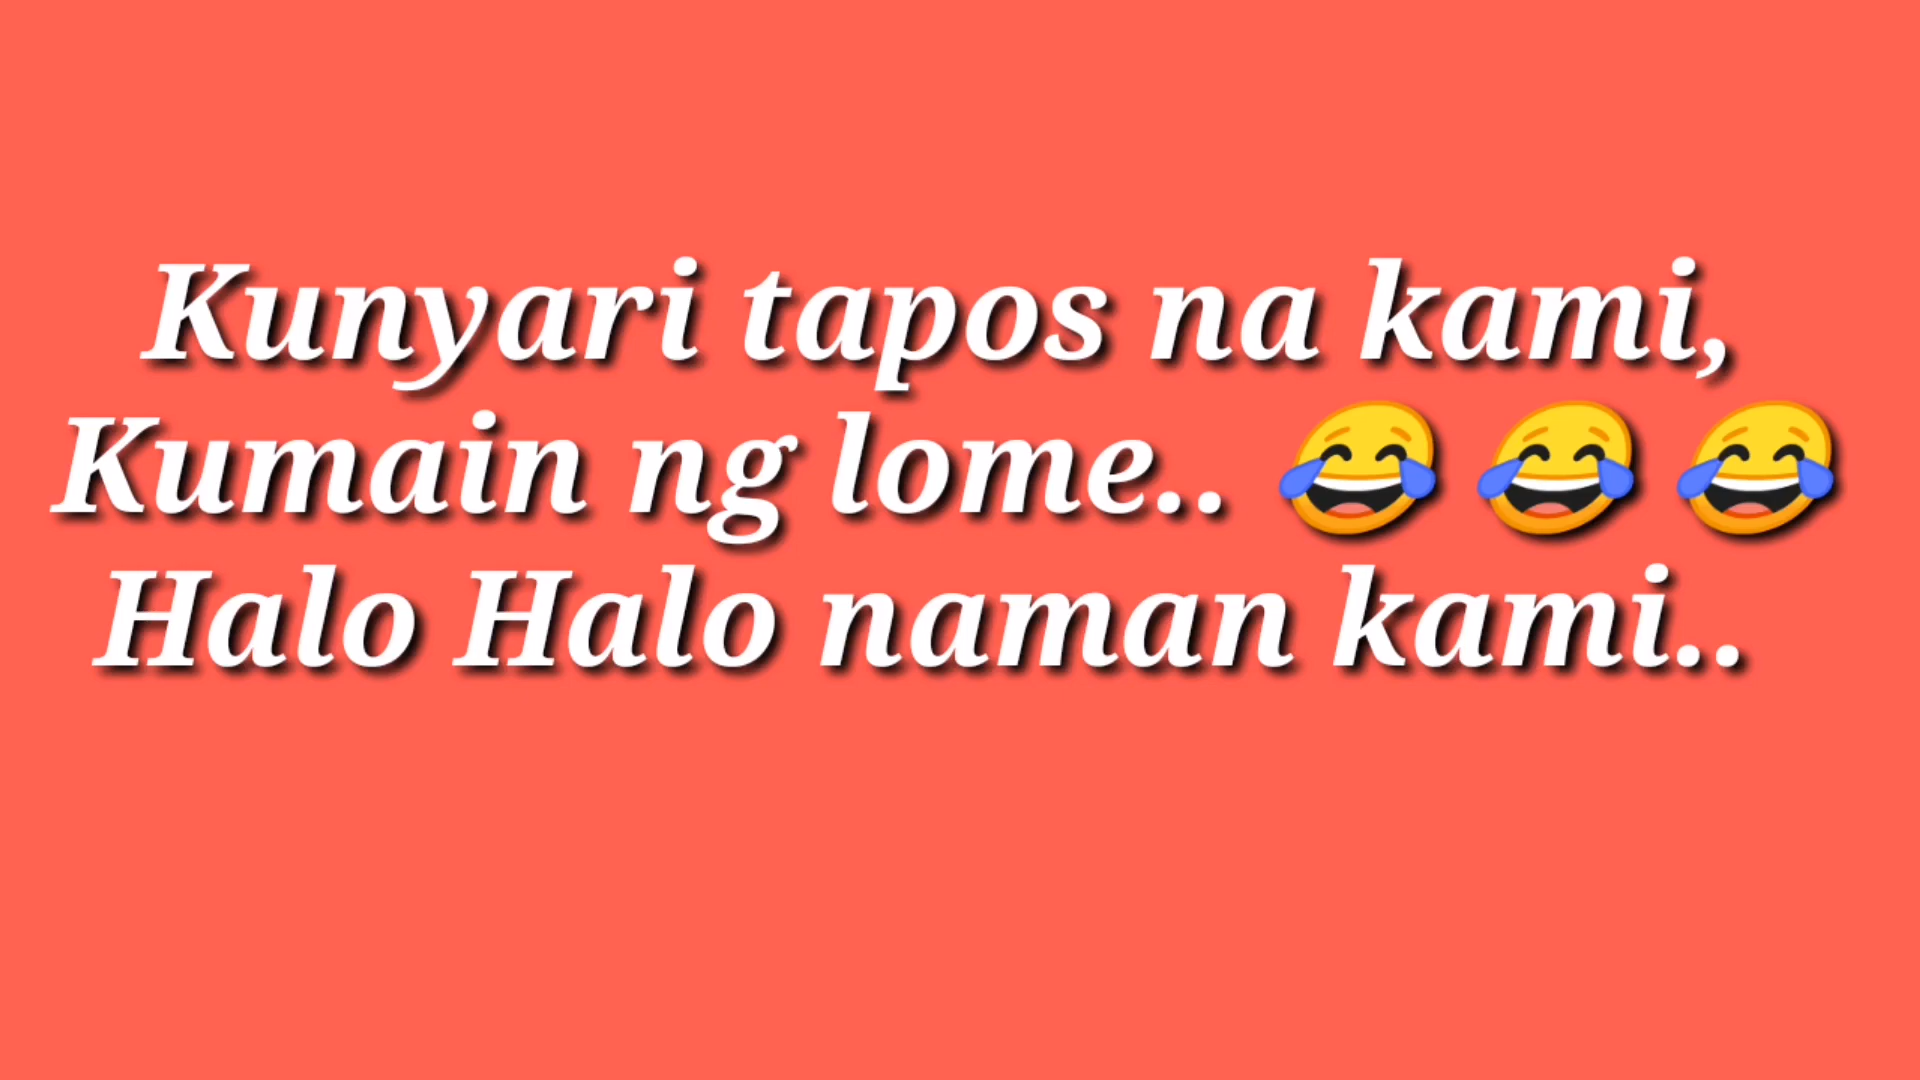 Kunyari tapos na kami,
Kumain ng lome.. 😂 😂 😂
Halo Halo naman kami..